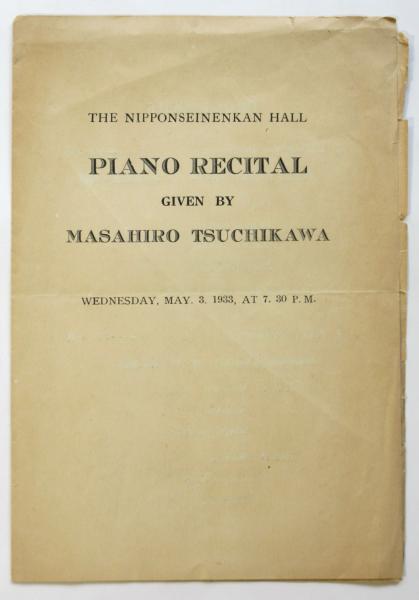 THE NIPPONSEINENKAN HALL
PIANO RECITAL
GIVEN BY
MASAHIRO TSUCHIKAWA
WEDNESDAY, MAY. 3. 1933, AT 7. 30 P. M.